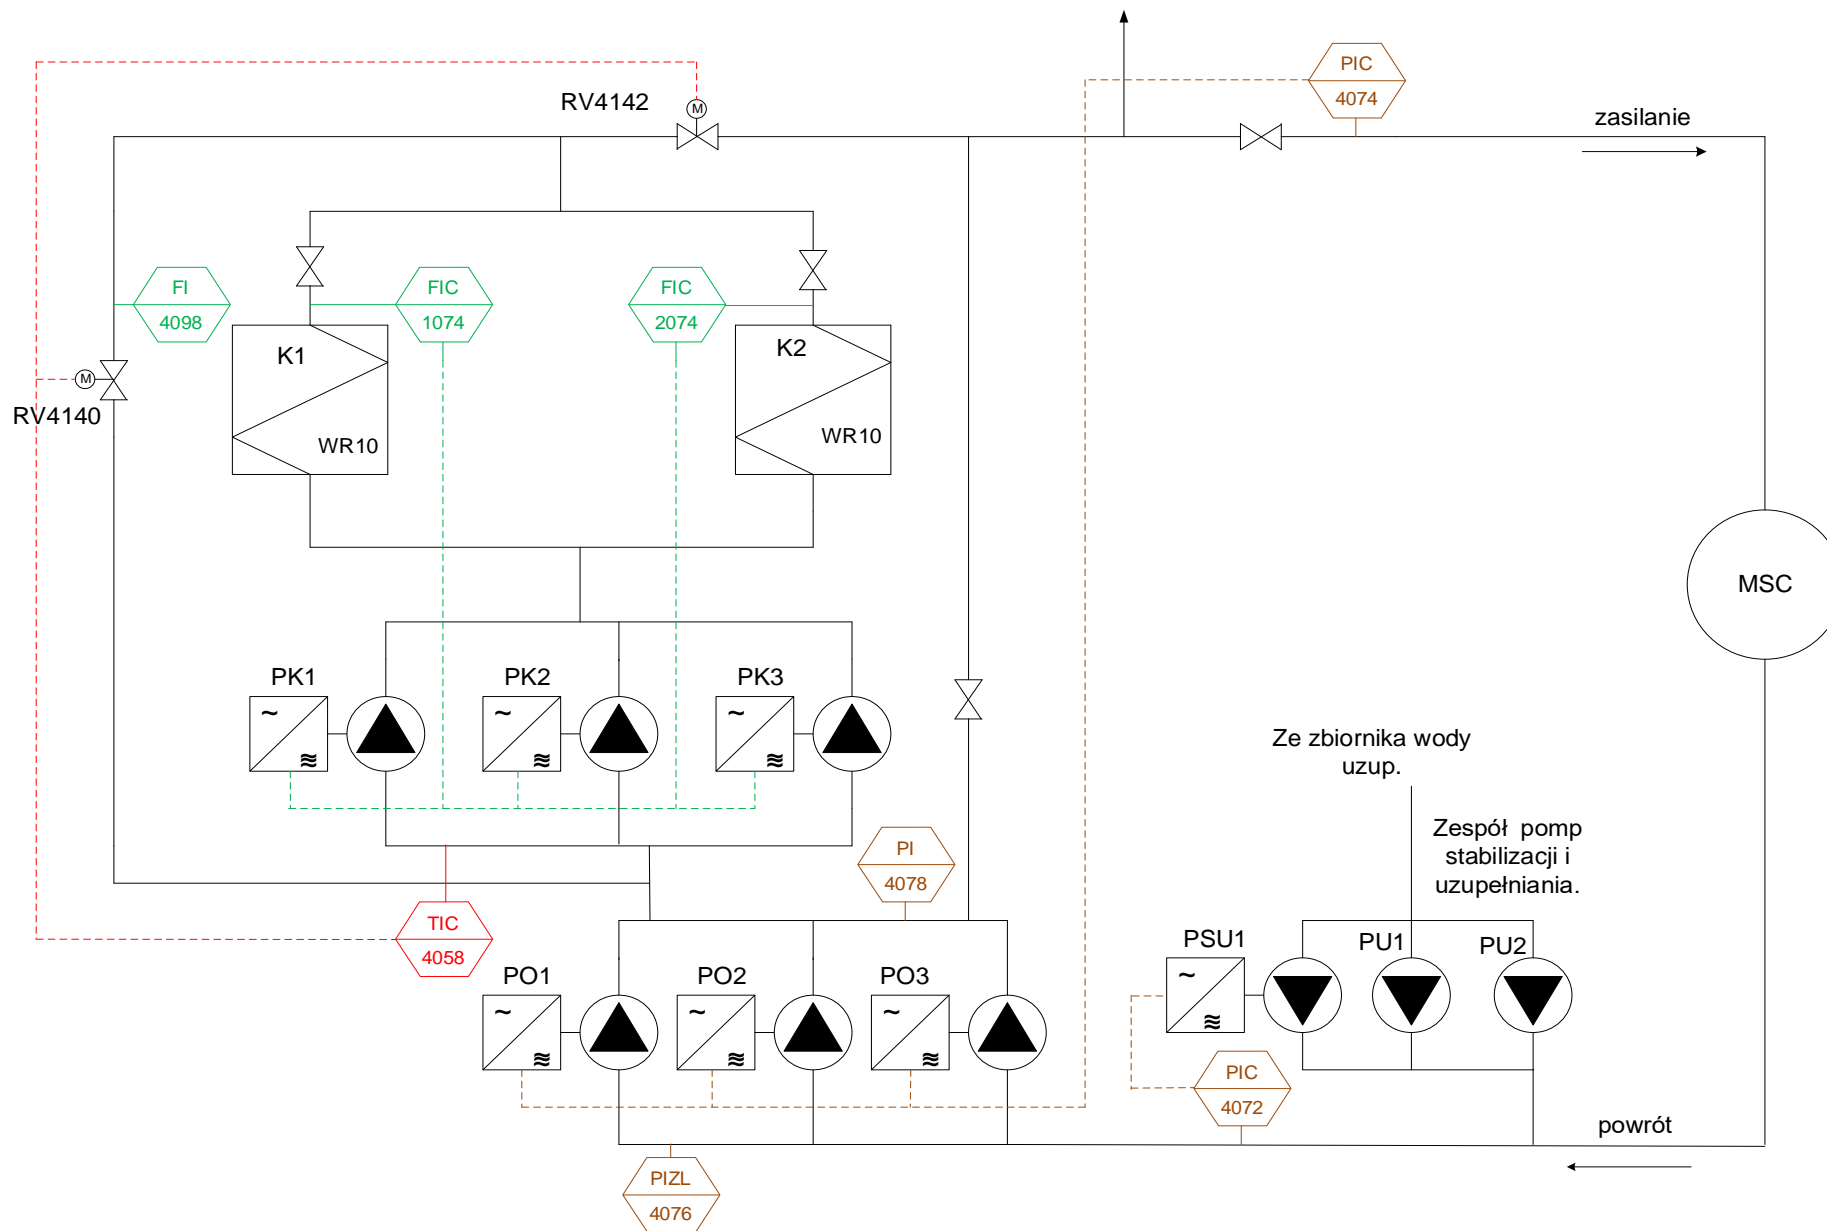 PIC
4074
RV4142
M
zasilanie
FI
4098
FIC
1074
FIC
2074
K1
K2
M
RV4140
WR10
WR10
MSC
PK1
PK2
PK3
~
≋
~
≋
~
≋
Ze zbiornika wody
uzup.
Zespół pomp
stabilizacji i
uzupełniania.
PI
4078
TIC
4058
PSU1
PU1
PU2
PO1
PO2
PO3
~
≋
~
≋
~
≋
~
≋
PIC
4072
powrót
PIZL
4076